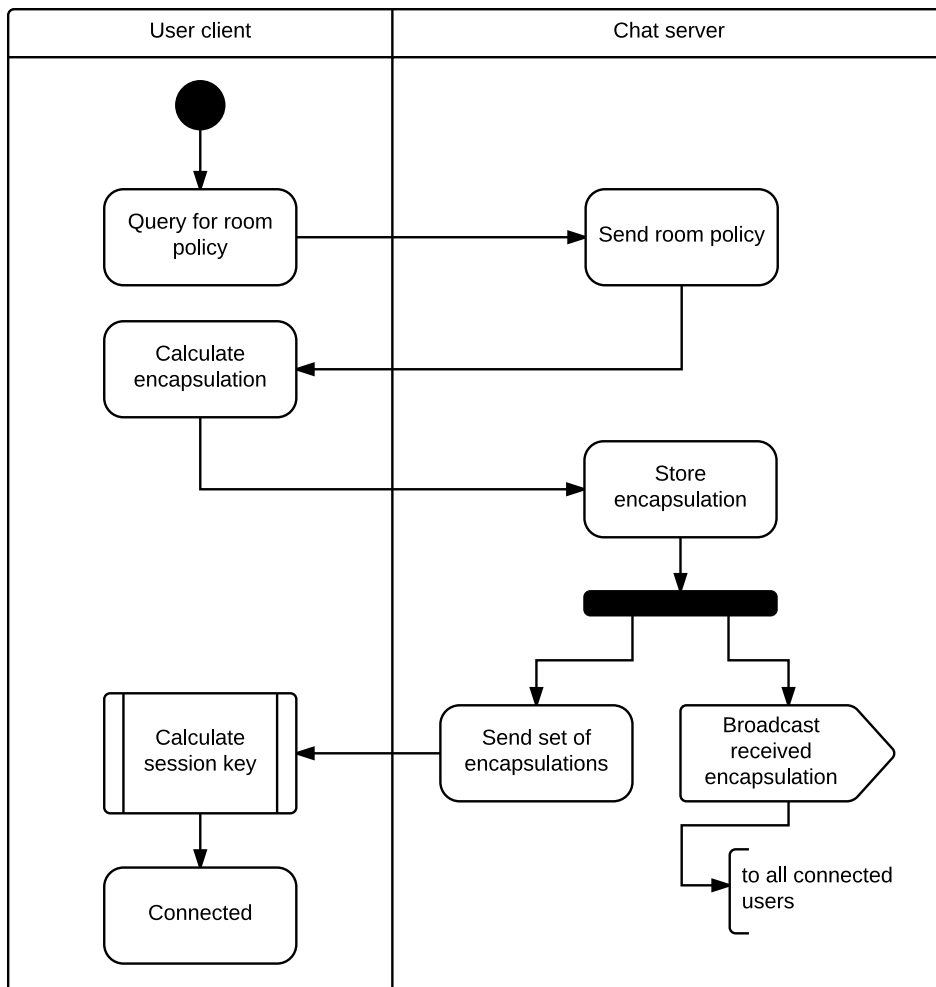 User client
Chat server
Query for room
policy
Send room policy
Calculate
encapsulation
Store
encapsulation
Calculate
session key
Send set of
encapsulations
Broadcast
received
encapsulation
to all connected
users
Connected